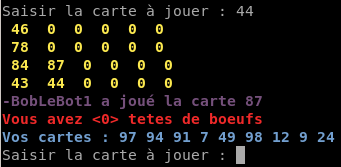 Saisir la carte à jouer : 44
46 0 0 0 0 0
78 0 0 0 0 0
84 87 0 0 0 0
43 44 0 0 0 0
-BobLeBot1 a joué la carte 87
Vous avez <0> tetes de boeufs
Vos cartes : 97 94 91 7 49 98 12 9 24
Saisir la carte à jouer :